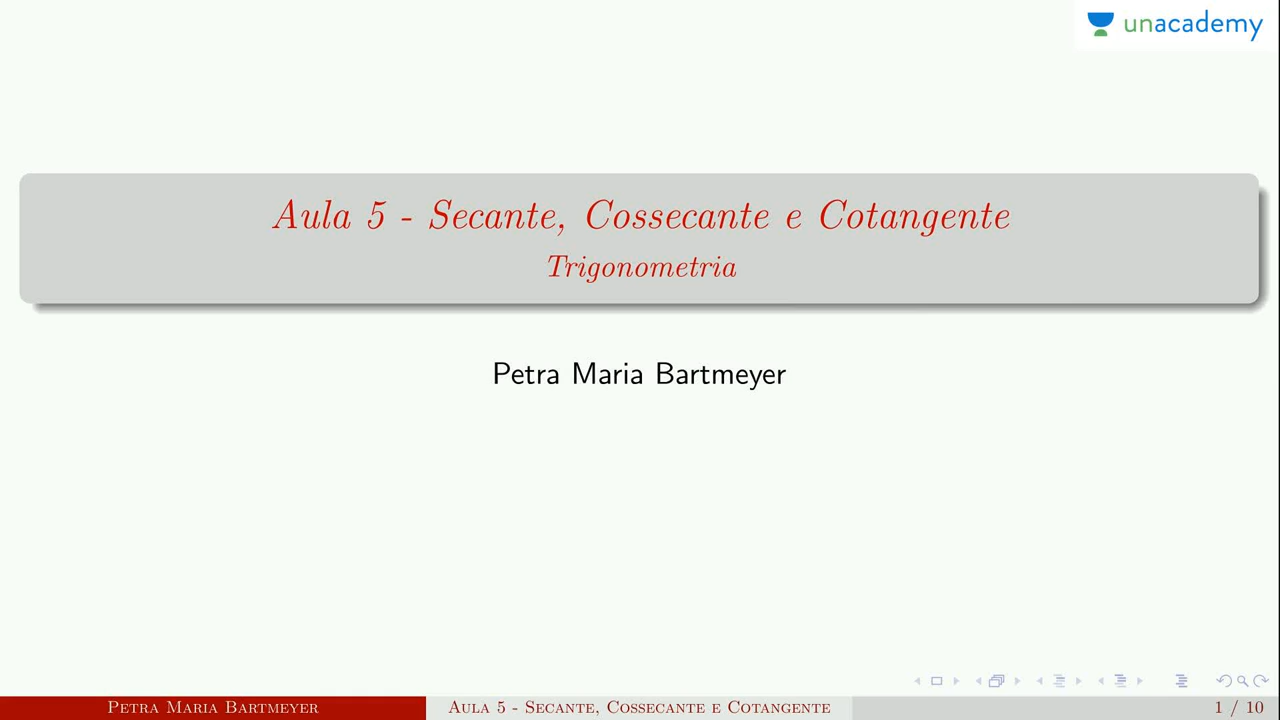 unacademy
Aula 5 - Secante, Cossecante e Cotangente
Trigonometria
Petra Maria Bartmeyer
Petra Maria Bartmeyer Aula 5 - Secante, Cossecante e Cotangente 1 / 10